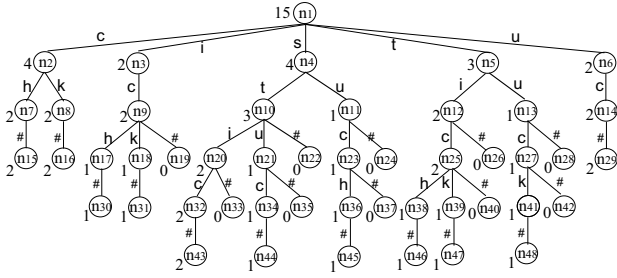 15 n1
c i s t u
4 n2 2 n3 4 n4 3 n5 2 n6
h k c t u i u c
2 n7 2 n8 2 n9 3 n10 1 n11 2 n12 1 n13 2 n14
# # h k # i u # c # c # c # #
2 n15 2 n16 1 n17 1 n18 0 n19 2 n20 1 n21 0 n22 1 n23 0 n24 2 n25 0 n26 1 n27 0 n28 2 n29
# # c # c # h # h k # k #
1 n30 1 n31 2 n32 0 n33 1 n34 0 n35 1 n36 0 n37 1 n38 1 n39 0 n40 1 n41 0 n42
# # # # # #
2 n43 1 n44 1 n45 1 n46 1 n47 1 n48